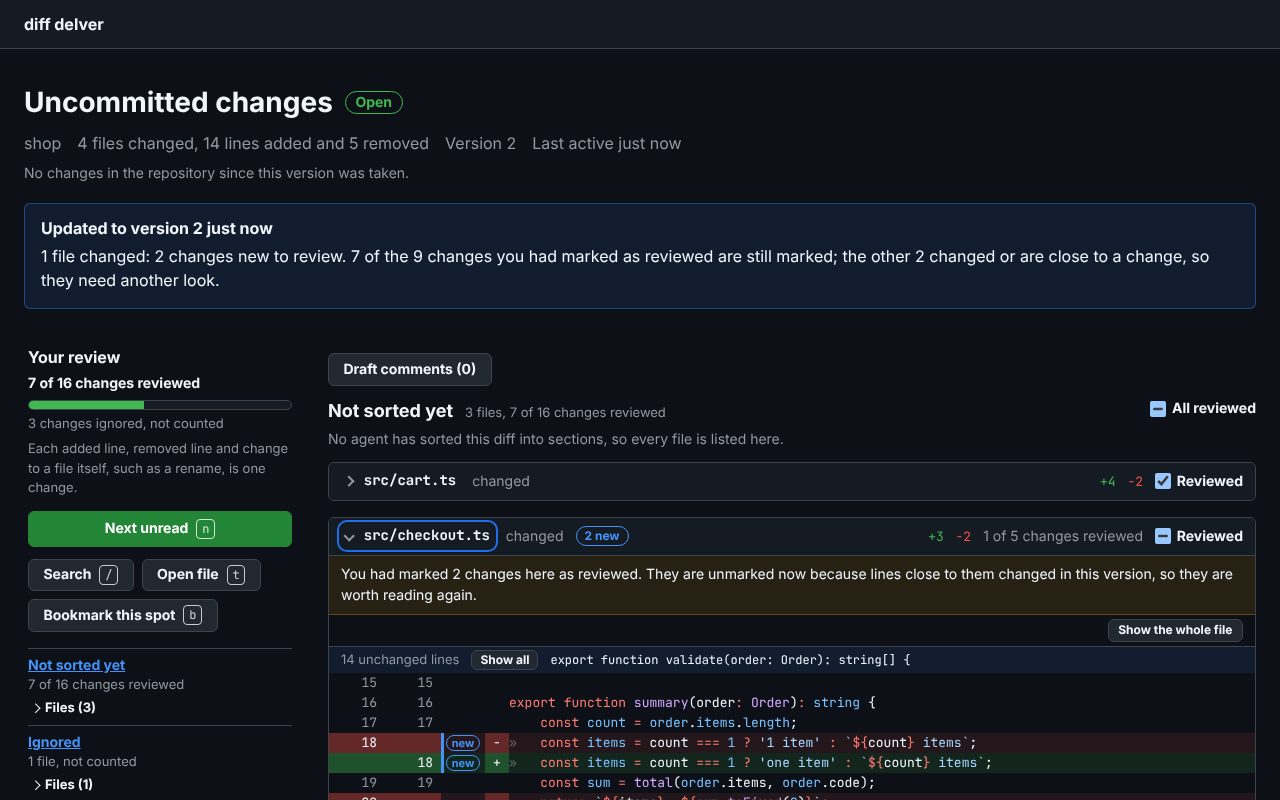 diff delver
Uncommitted changes Open
shop 4 files changed, 14 lines added and 5 removed Version 2 Last active just now
No changes in the repository since this version was taken.
Updated to version 2 just now
1 file changed: 2 changes new to review. 7 of the 9 changes you had marked as reviewed are still marked; the other 2 changed or are close to a change, so
they need another look.
Your review
7 of 16 changes reviewed
3 changes ignored, not counted
Each added line, removed line and change
to a file itself, such as a rename, is one
change.
Next unread n
Search /
Open file t
Bookmark this spot b
Not sorted yet
7 of 16 changes reviewed
Files (3)
Ignored
1 file, not counted
Files (1)
Draft comments (0)
Not sorted yet 3 files, 7 of 16 changes reviewed All reviewed
No agent has sorted this diff into sections, so every file is listed here.
src/cart.ts changed +4 -2 Reviewed
src/checkout.ts changed 2 new +3 -2 1 of 5 changes reviewed Reviewed
You had marked 2 changes here as reviewed. They are unmarked now because lines close to them changed in this version, so they are
worth reading again.
Show the whole file
14 unchanged lines Show all export function validate(order: Order): string[] {
15 15
16 16 export function summary(order: Order): string {
17 17 const count = order.items.length;
18 new - » const items = count === 1 ? '1 item' : `${count} items`;
18 new + » const items = count === 1 ? 'one item' : `${count} items`;
19 19 const sum = total(order.items, order.code);